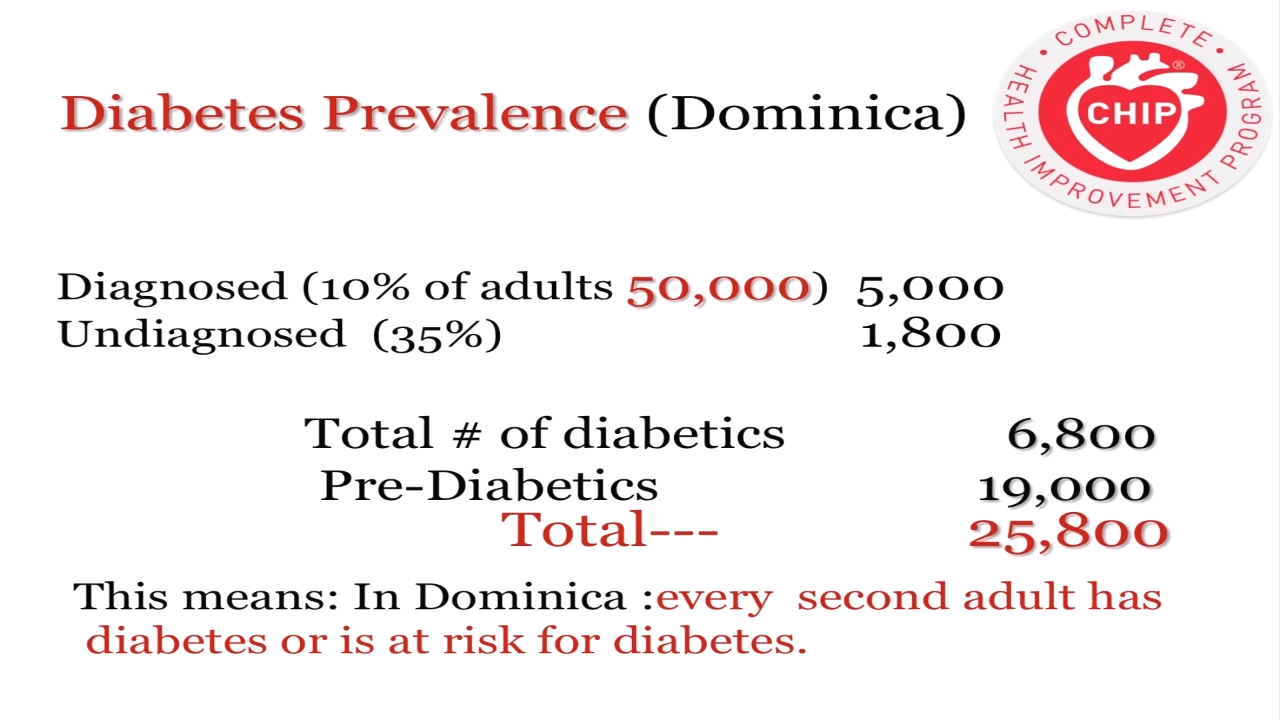 Diabetes Prevalence (Dominica)
• COMPLETE •
HEALTH IMPROVEMENT PROGRAM
CHIP®
Diagnosed (10% of adults 50,000) 5,000
Undiagnosed (35%) 1,800
Total # of diabetics 6,800
Pre-Diabetics 19,000
Total--- 25,800
This means: In Dominica :every second adult has
diabetes or is at risk for diabetes.